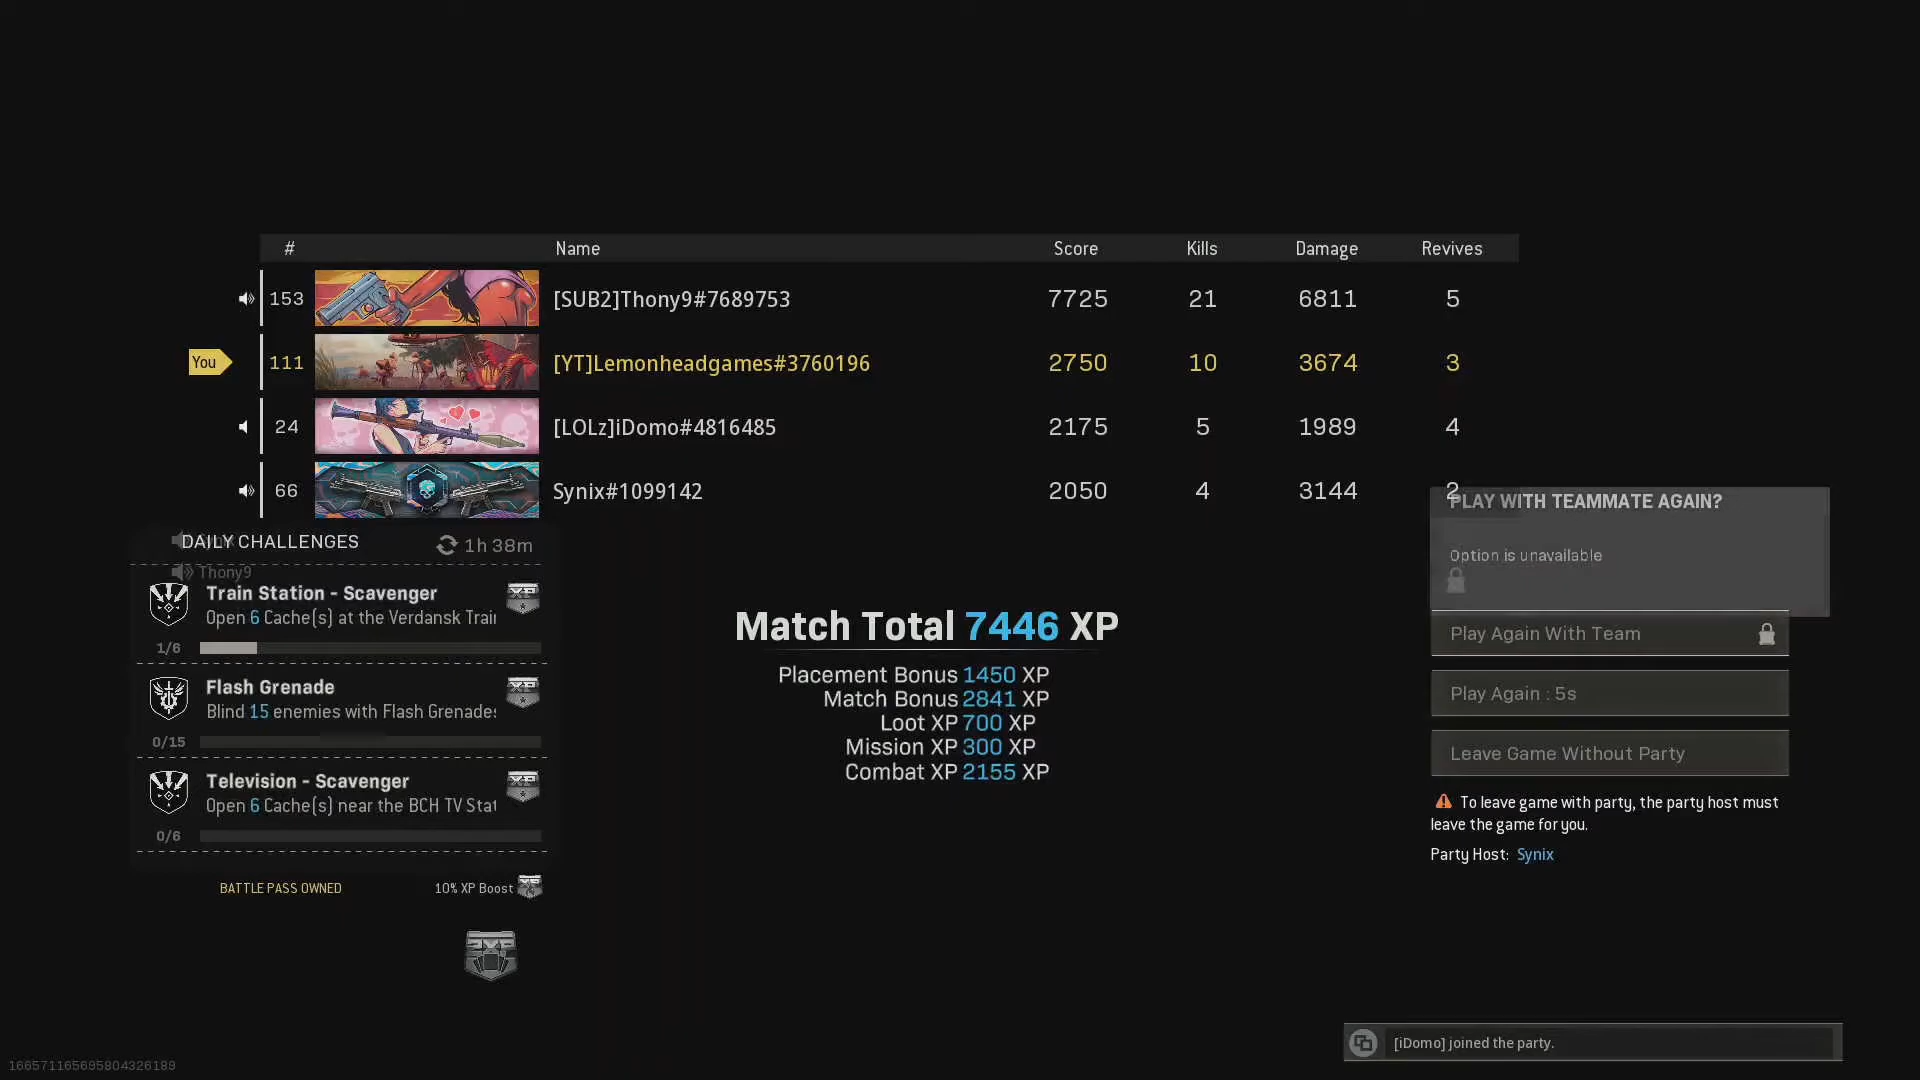 # Name Score Kills Damage Revives
153 [SUB2]Thony9#7689753 7725 21 6811 5
You 111 [YT]Lemonheadgames#3760196 2750 10 3674 3
24 [LOLz]iDomo#4816485 2175 5 1989 4
66 Synix#1099142 2050 4 3144 2
DAILY CHALLENGES 1h 38m
Thony9
Train Station - Scavenger
Open 6 Cache(s) at the Verdansk Train
1/6
Flash Grenade
Blind 15 enemies with Flash Grenades
0/15
Television - Scavenger
Open 6 Cache(s) near the BCH TV Stat
0/6
BATTLE PASS OWNED 10% XP Boost
Match Total 7446 XP
Placement Bonus 1450 XP
Match Bonus 2841 XP
Loot XP 700 XP
Mission XP 300 XP
Combat XP 2155 XP
PLAY WITH TEAMMATE AGAIN?
Option is unavailable
Play Again With Team
Play Again : 5s
Leave Game Without Party
To leave game with party, the party host must
leave the game for you.
Party Host: Synix
[iDomo] joined the party.
16657116569580432618​9